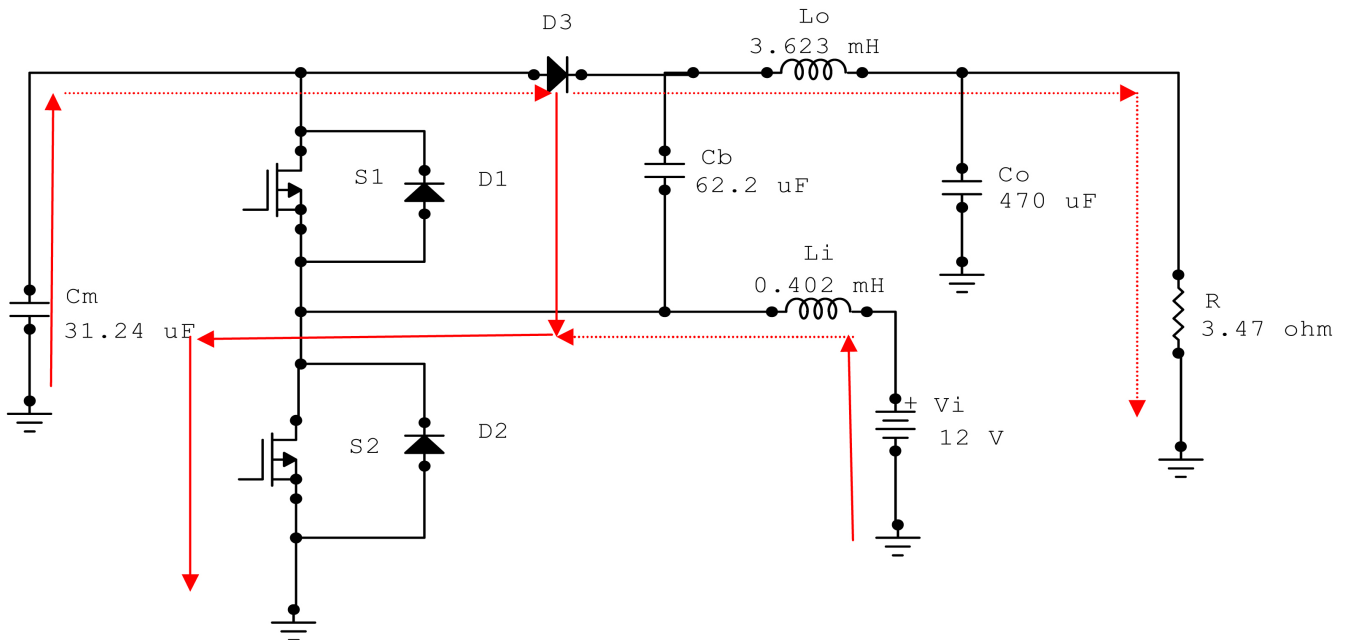 D3
Lo
3.623 mH
S1
D1
Cb
62.2 uF
Co
470 uF
Li
0.402 mH
Cm
31.24 uF
R
3.47 ohm
S2
D2
+ Vi
12 V